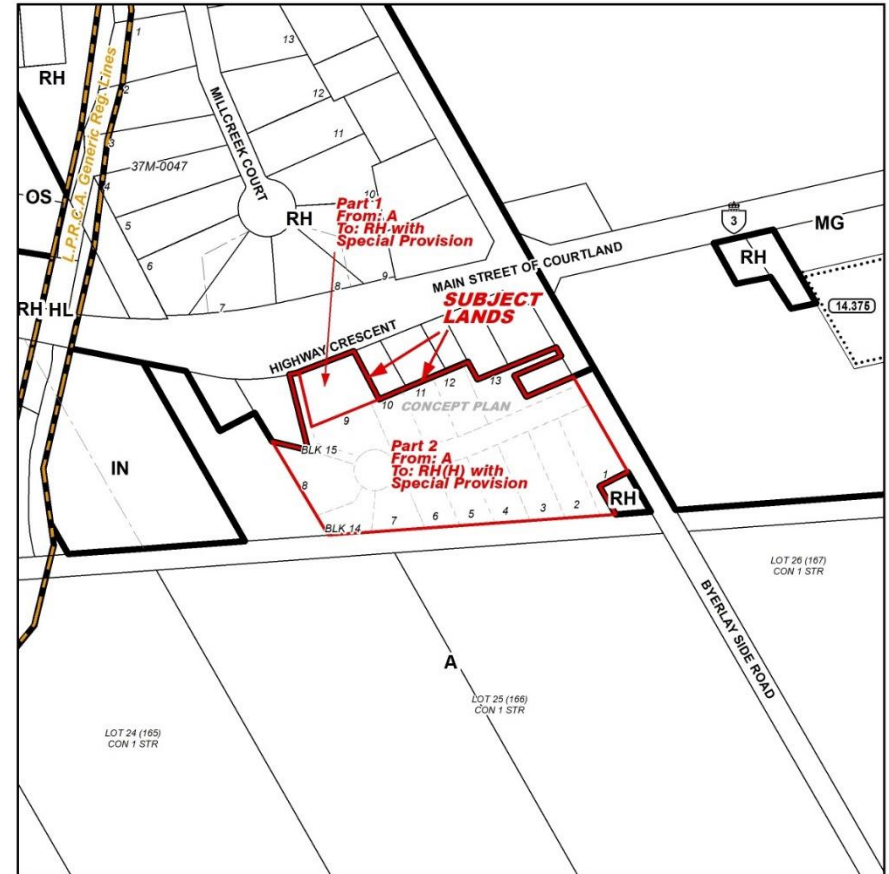 1
13
RH
L.P.R.C.A. Generic Reg. Lines
2
12
MILLCREEK COURT
3
11
37M-0047
4
OS
10
Part 1
From: A
To: RH with
Special Provision
RH
5
3
MG
RH
6
9
8
MAIN STREET OF COURTLAND
7
14.375
SUBJECT
LANDS
RH HL
HIGHWAY CRESCENT
13
12
11
10
CONCEPT PLAN
9
BLK 15
Part 2
From: A
To: RH(H) with
Special Provision
IN
8
1
RH
2
3
4
5
6
7
BLK 14
LOT 26 (167)
CON 1 STR
BYERLAY SIDE ROAD
A
LOT 25 (166)
CON 1 STR
LOT 24 (165)
CON 1 STR